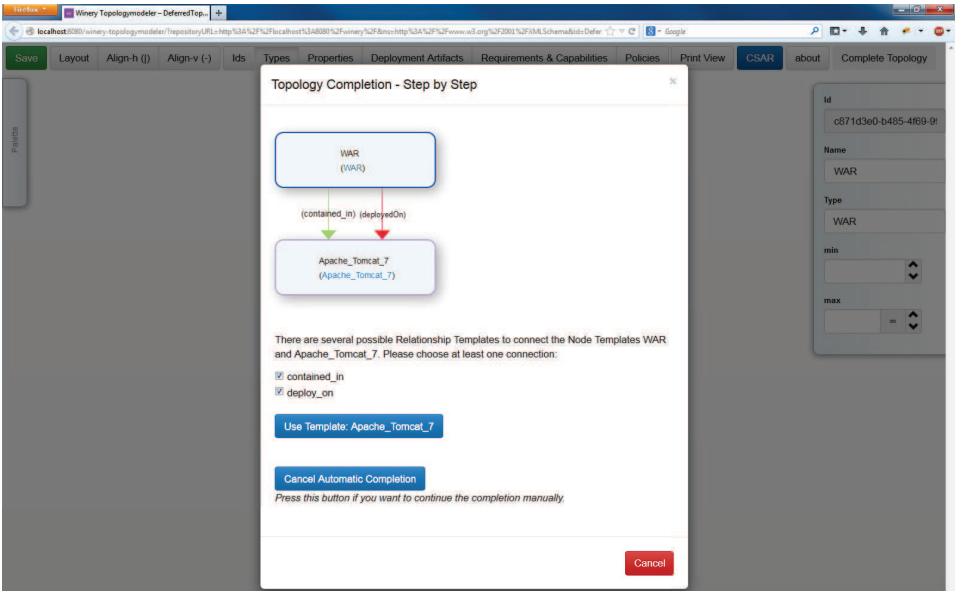 Firefox
Winery Topologymodeler – DeferredTop...
localhost:8080/winery-topologymodeler/?repositoryURL=http%3A%2F%2Flocalhost%3A8080%2Fwinery%2F&ns=http%3A%2F%2Fwww.w3.org%2F2001%2FXMLSchema&id=Defer
Google
Save Layout Align-h (|) Align-v (-) Ids Types Properties Deployment Artifacts Requirements & Capabilities Policies Print View CSAR about Complete Topology
Palette
Topology Completion - Step by Step
×
WAR
(WAR)
(contained_in) (deployedOn)
Apache_Tomcat_7
(Apache_Tomcat_7)
There are several possible Relationship Templates to connect the Node Templates WAR
and Apache_Tomcat_7. Please choose at least one connection:
contained_in
deploy_on
Use Template: Apache_Tomcat_7
Cancel Automatic Completion
Press this button if you want to continue the completion manually.
Cancel
Id
c871d3e0-b485-4f69-9
Name
WAR
Type
WAR
min
max
∞